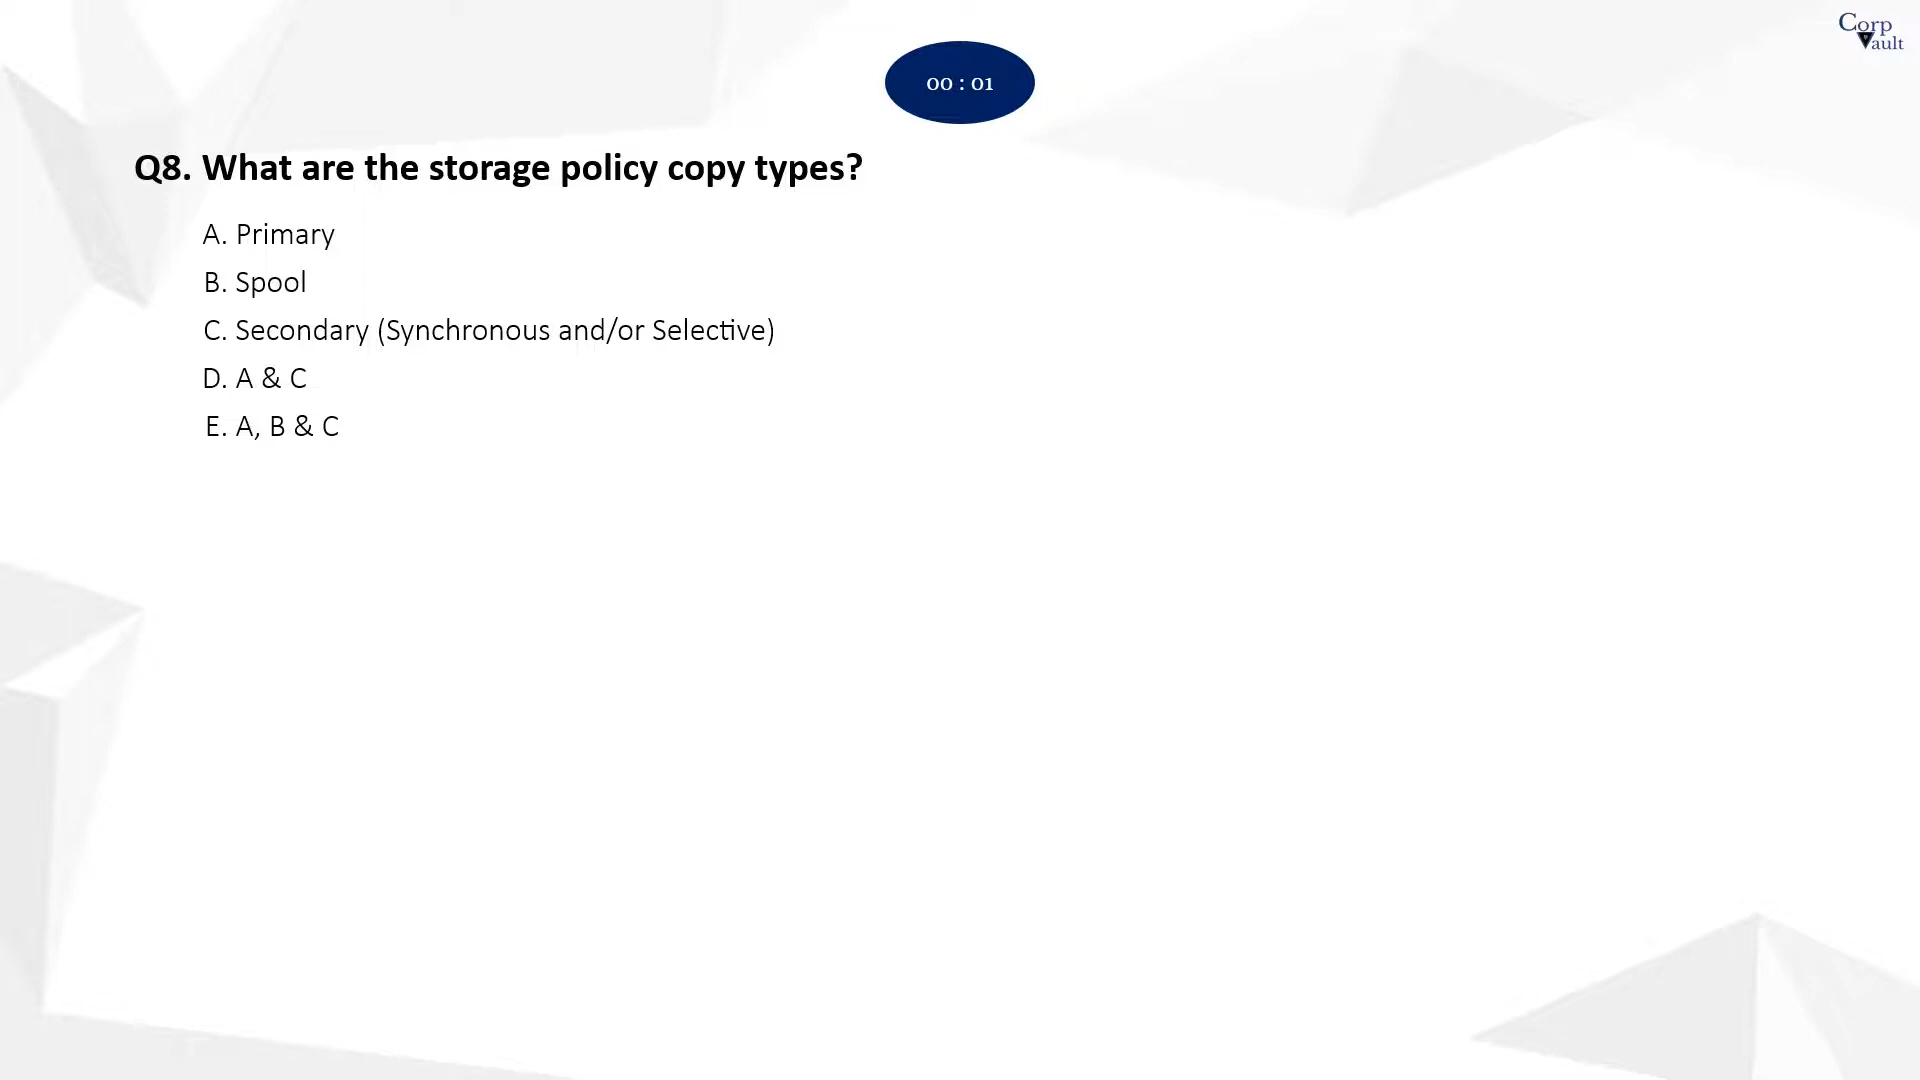 Corp
Vault
00 : 01
Q8. What are the storage policy copy types?
A. Primary
B. Spool
C. Secondary (Synchronous and/or Selective)
D. A & C
E. A, B & C